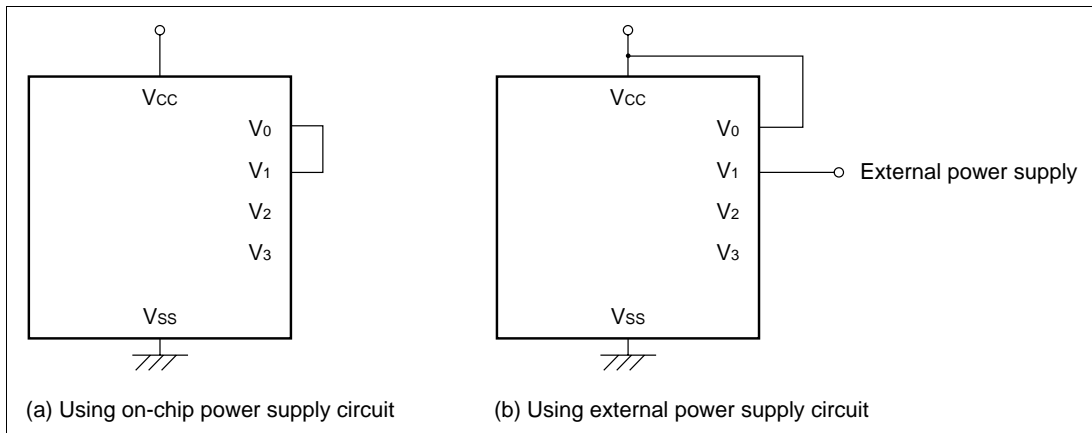 VCC
V0
V1
V2
V3
VSS
(a) Using on-chip power supply circuit
VCC
V0
V1
External power supply
V2
V3
VSS
(b) Using external power supply circuit